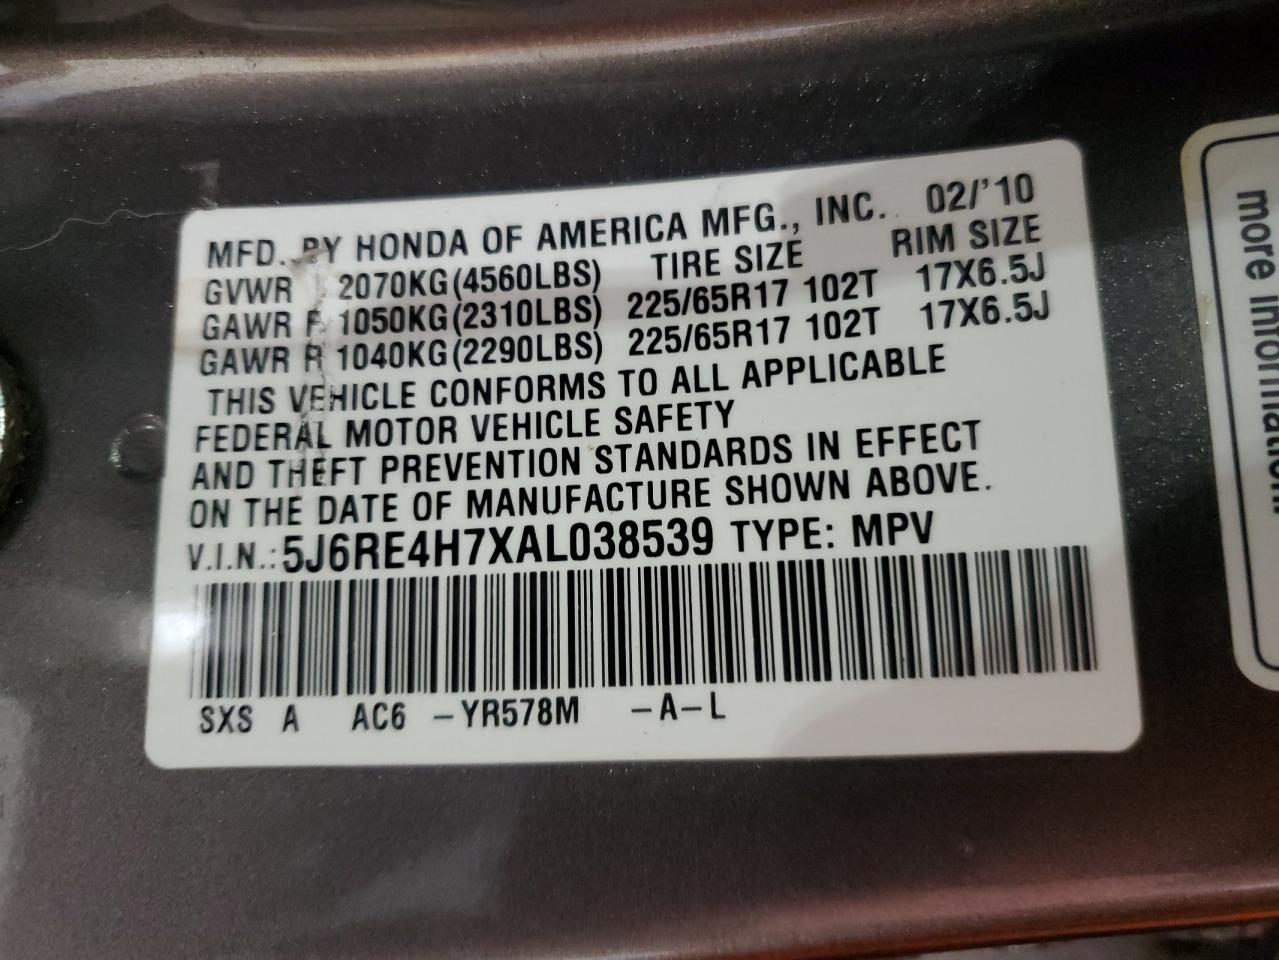 MFD. BY HONDA OF AMERICA MFG., INC. 02/'10
GVWR 2070KG(4560LBS) TIRE SIZE RIM SIZE
GAWR F 1050KG(2310LBS) 225/65R17 102T 17X6.5J
GAWR R 1040KG(2290LBS) 225/65R17 102T 17X6.5J
THIS VEHICLE CONFORMS TO ALL APPLICABLE
FEDERAL MOTOR VEHICLE SAFETY
AND THEFT PREVENTION STANDARDS IN EFFECT
ON THE DATE OF MANUFACTURE SHOWN ABOVE.
V.I.N.: 5J6RE4H7XAL038539 TYPE: MPV
SXS A AC6 -YR578M -A-L
more information